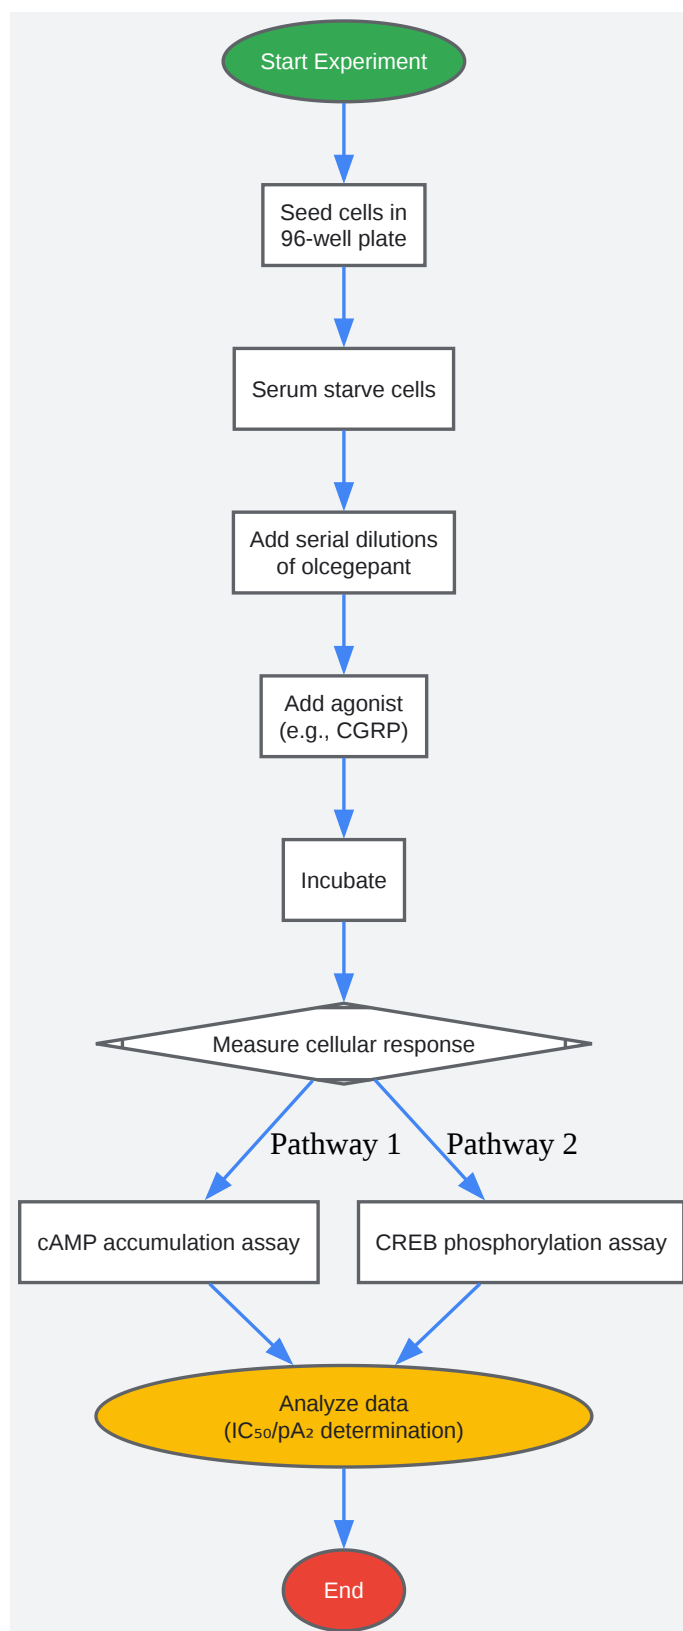 Start Experiment
Seed cells in
96-well plate
Serum starve cells
Add serial dilutions
of olcegepant
Add agonist
(e.g., CGRP)
Incubate
Measure cellular response
Pathway 1
Pathway 2
cAMP accumulation assay
CREB phosphorylation assay
Analyze data
(IC₅₀/pA₂ determination)
End